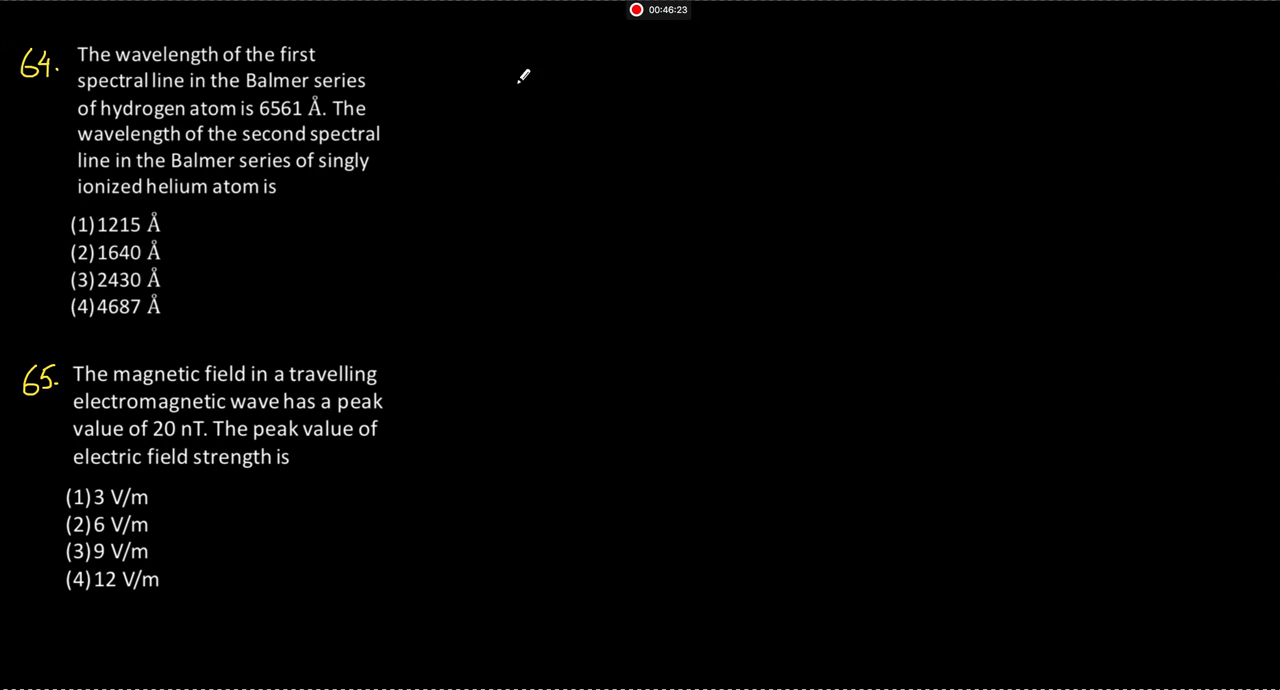 00:46:23
64. The wavelength of the first
spectral line in the Balmer series
of hydrogen atom is 6561 Å. The
wavelength of the second spectral
line in the Balmer series of singly
ionized helium atom is
(1) 1215 Å
(2) 1640 Å
(3) 2430 Å
(4) 4687 Å
65. The magnetic field in a travelling
electromagnetic wave has a peak
value of 20 nT. The peak value of
electric field strength is
(1) 3 V/m
(2) 6 V/m
(3) 9 V/m
(4) 12 V/m